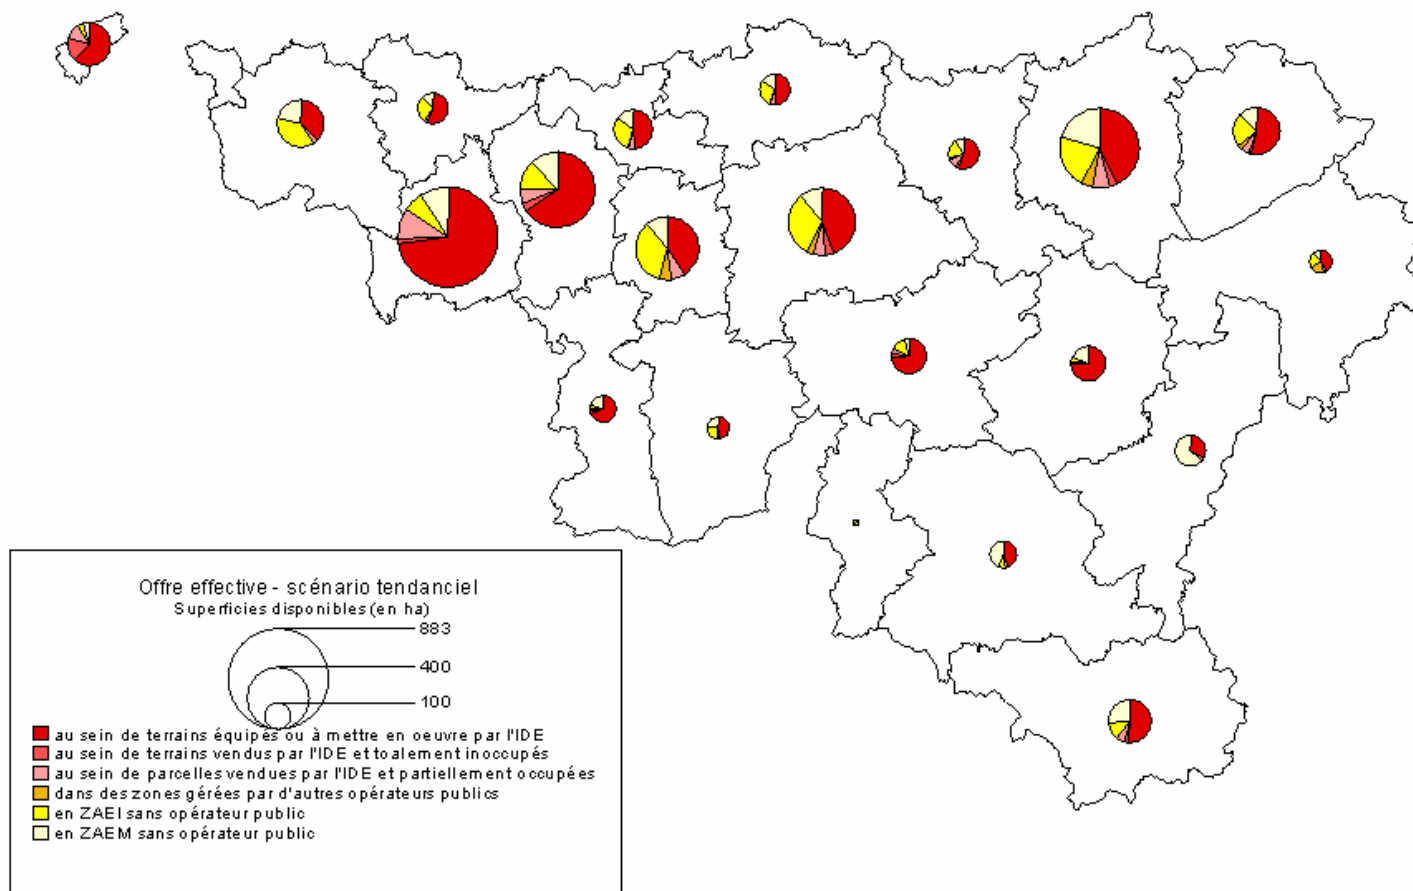 Offre effective - scénario tendanciel
Superficies disponibles (en ha)
883
400
100
au sein de terrains équipés ou à mettre en oeuvre par l'IDE
au sein de terrains vendus par l'IDE et toalement inoccupés
au sein de parcelles vendues par l'IDE et partiellement occupées
dans des zones gérées par d'autres opérateurs publics
en ZAEI sans opérateur public
en ZAEM sans opérateur public